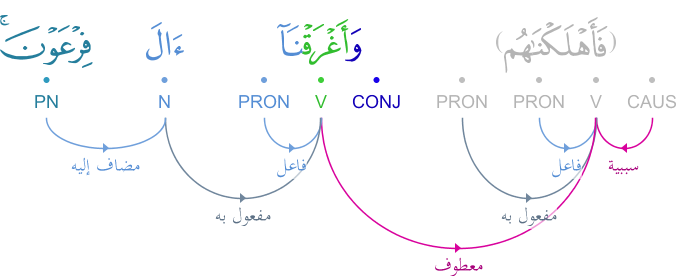 (فَأَهْلَكْنَٰهُم) وَأَغْرَقْنَآ ءَالَ فِرْعَوْنَ ۚ
CAUS V PRON PRON CONJ V PRON N PN
سببية فاعل فاعل مضاف إليه
مفعول به مفعول به
معطوف